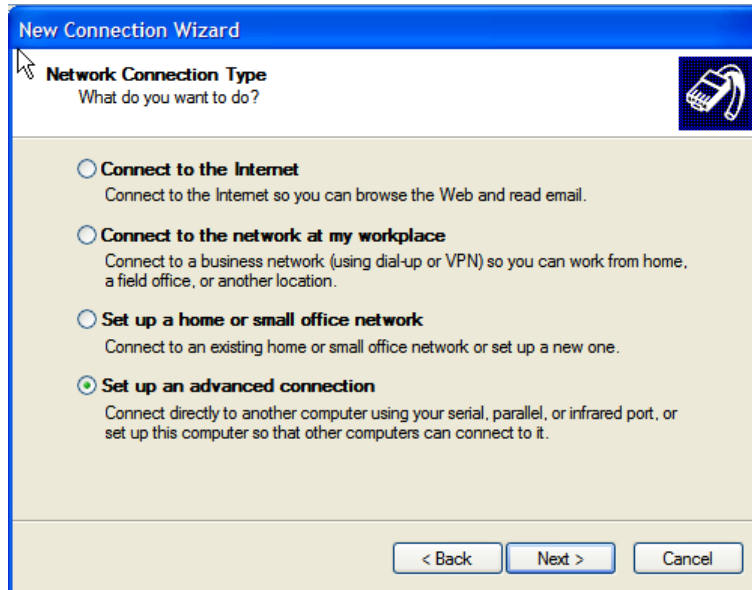 New Connection Wizard
Network Connection Type
What do you want to do?
Connect to the Internet
Connect to the Internet so you can browse the Web and read email.
Connect to the network at my workplace
Connect to a business network (using dial-up or VPN) so you can work from home,
a field office, or another location.
Set up a home or small office network
Connect to an existing home or small office network or set up a new one.
Set up an advanced connection
Connect directly to another computer using your serial, parallel, or infrared port, or
set up this computer so that other computers can connect to it.
< Back Next > Cancel